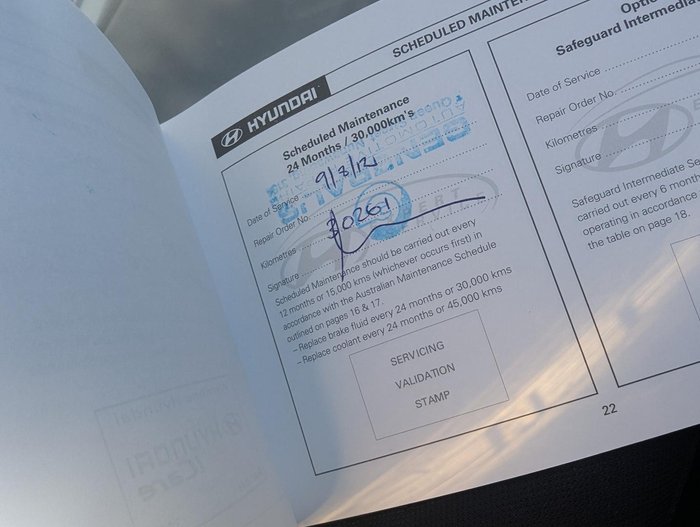 SCHEDULED MAINTEN
HYUNDAI
Scheduled Maintenance
24 Months / 30,000km's
Date of Service 9/8/12
Repair Order No.
Kilometres 30261
Signature
Scheduled Maintenance should be carried out every
12 months or 15,000 kms (whichever occurs first) in
accordance with the Australian Maintenance Schedule
outlined on pages 16 & 17.
– Replace brake fluid every 24 months or 30,000 kms
– Replace coolant every 24 months or 45,000 kms
SERVICING
VALIDATION
STAMP
Optio
Safeguard Intermediat
Date of Service
Repair Order No.
Kilometres
Signature
Safeguard Intermediate Se
carried out every 6 month
operating in accordance
the table on page 18.
22